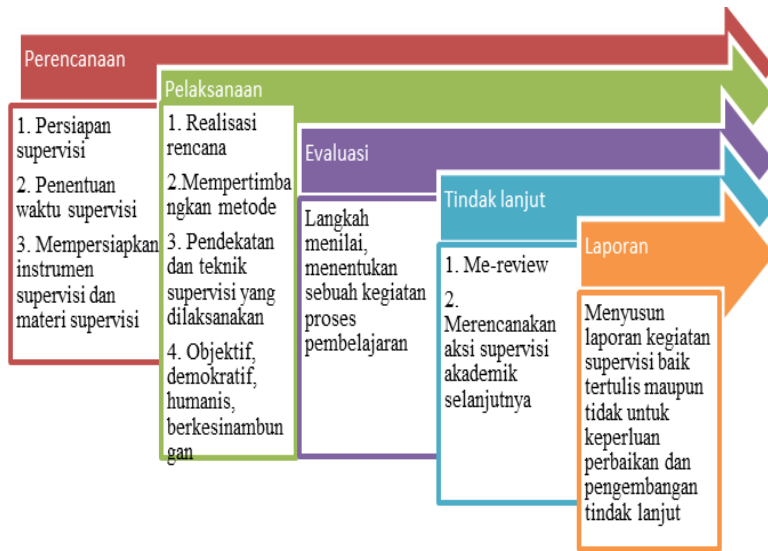 Perencanaan
1. Persiapan
supervisi
2. Penentuan
waktu supervisi
3. Mempersiapkan
instrumen
supervisi dan
materi supervisi
Pelaksanaan
1. Realisasi
rencana
2.Mempertimba
ngkan metode
3. Pendekatan
dan teknik
supervisi yang
dilaksanakan
4. Objektif,
demokratif,
humanis,
berkesinambun
gan
Evaluasi
Langkah
menilai,
menentukan
sebuah kegiatan
proses
pembelajaran
Tindak lanjut
1. Me-review
2.
Merencanakan
aksi supervisi
akademik
selanjutnya
Laporan
Menyusun
laporan kegiatan
supervisi baik
tertulis maupun
tidak untuk
keperluan
perbaikan dan
pengembangan
tindak lanjut